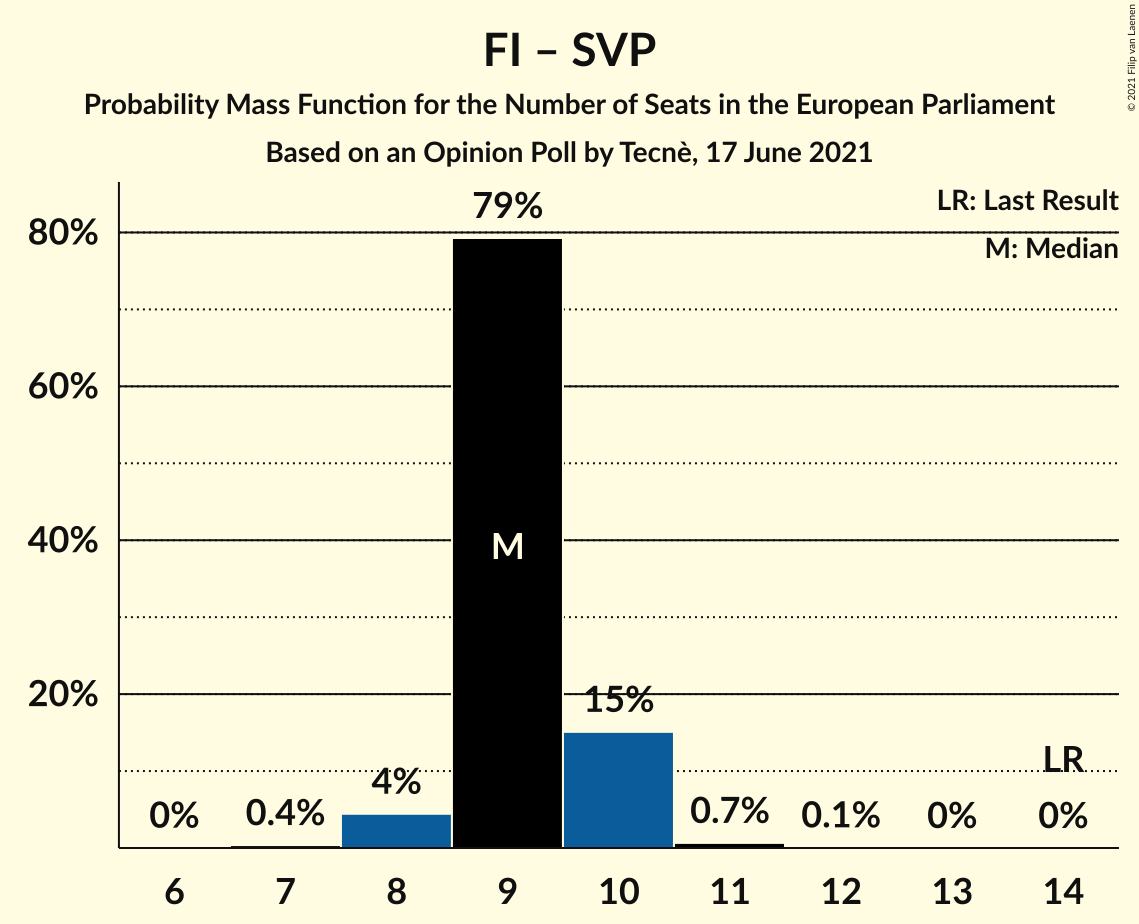 FI – SVP
Probability Mass Function for the Number of Seats in the European Parliament
Based on an Opinion Poll by Tecnè, 17 June 2021
© 2021 Filip van Laenen
LR: Last Result
M: Median
80%
60%
40%
20%
0%
0.4%
4%
79%
M
15%
0.7%
0.1%
0%
LR
0%
6 7 8 9 10 11 12 13 14